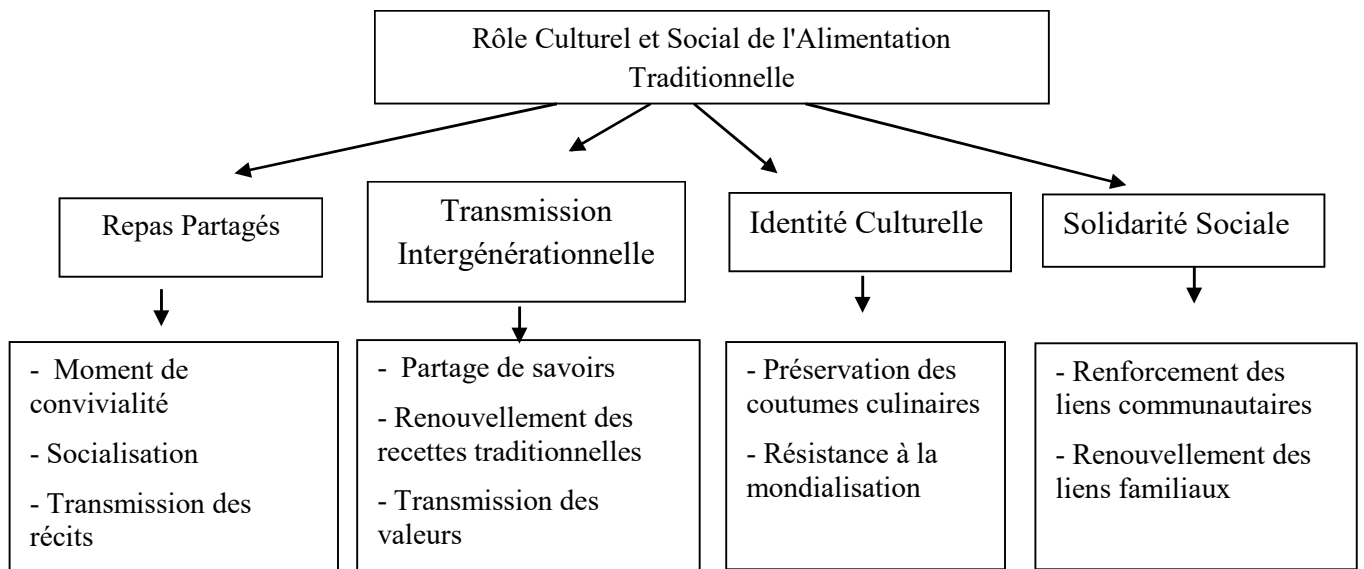 Rôle Culturel et Social de l'Alimentation
Traditionnelle
Repas Partagés
Transmission
Intergénérationnelle
Identité Culturelle
Solidarité Sociale
- Moment de
convivialité
- Socialisation
- Transmission des
récits
- Partage de savoirs
- Renouvellement des
recettes traditionnelles
- Transmission des
valeurs
- Préservation des
coutumes culinaires
- Résistance à la
mondialisation
- Renforcement des
liens communautaires
- Renouvellement des
liens familiaux